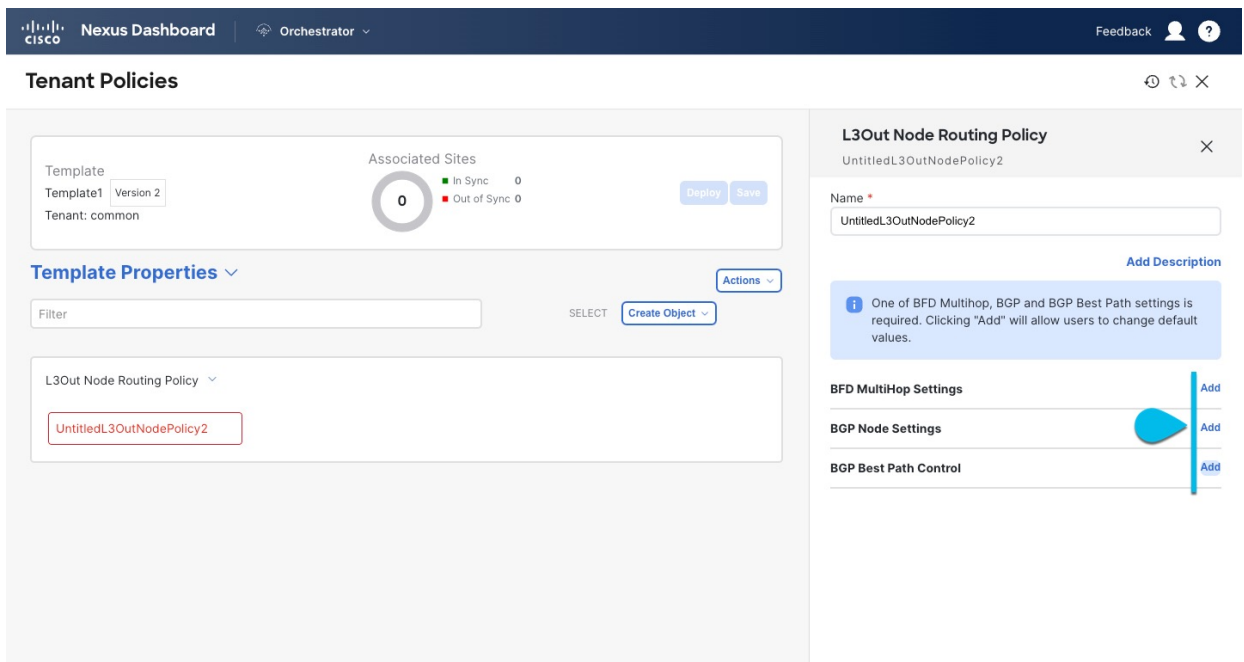 cisco Nexus Dashboard Orchestrator Feedback ?
Tenant Policies
Template
Template1 Version 2
Tenant: common
Associated Sites
0
In Sync 0
Out of Sync 0
Deploy Save
Template Properties
Actions
Filter
SELECT Create Object
L3Out Node Routing Policy
UntitledL3OutNodePolicy2
L3Out Node Routing Policy
UntitledL3OutNodePolicy2
Name *
UntitledL3OutNodePolicy2
Add Description
One of BFD Multihop, BGP and BGP Best Path settings is
required. Clicking "Add" will allow users to change default
values.
BFD MultiHop Settings Add
BGP Node Settings Add
BGP Best Path Control Add